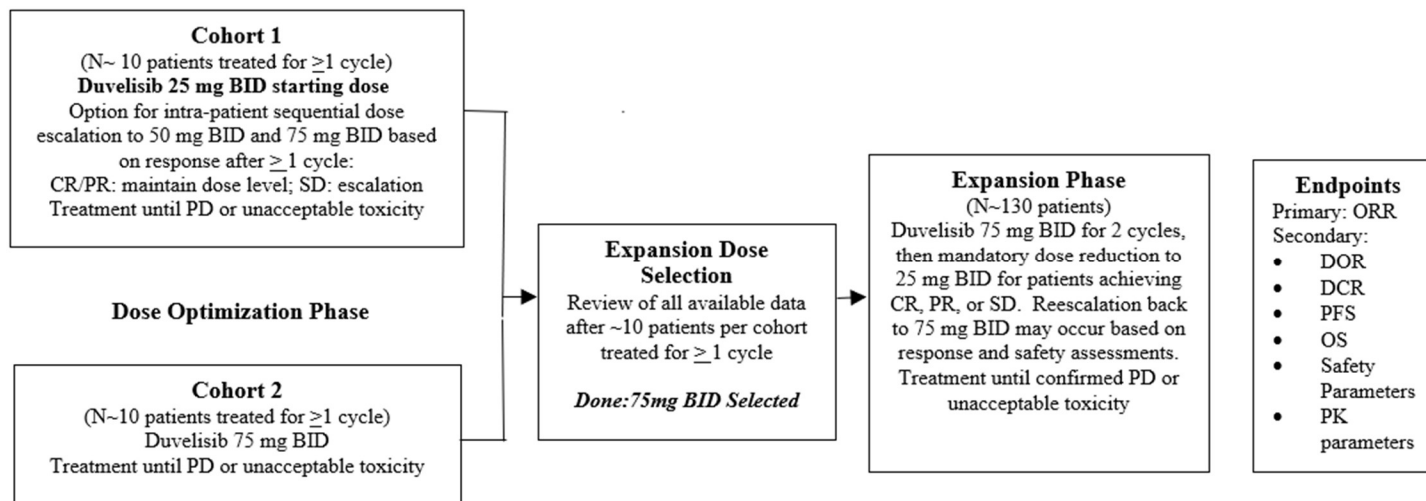 Cohort 1
(N~ 10 patients treated for ≥1 cycle)
Duvelisib 25 mg BID starting dose
Option for intra-patient sequential dose
escalation to 50 mg BID and 75 mg BID based
on response after ≥ 1 cycle:
CR/PR: maintain dose level; SD: escalation
Treatment until PD or unacceptable toxicity
Dose Optimization Phase
Cohort 2
(N~10 patients treated for ≥1 cycle)
Duvelisib 75 mg BID
Treatment until PD or unacceptable toxicity
Expansion Dose
Selection
Review of all available data
after ~10 patients per cohort
treated for ≥ 1 cycle
Done:75mg BID Selected
Expansion Phase
(N~130 patients)
Duvelisib 75 mg BID for 2 cycles,
then mandatory dose reduction to
25 mg BID for patients achieving
CR, PR, or SD. Reescalation back
to 75 mg BID may occur based on
response and safety assessments.
Treatment until confirmed PD or
unacceptable toxicity
Endpoints
Primary: ORR
Secondary:
• DOR
• DCR
• PFS
• OS
• Safety
Parameters
• PK
parameters